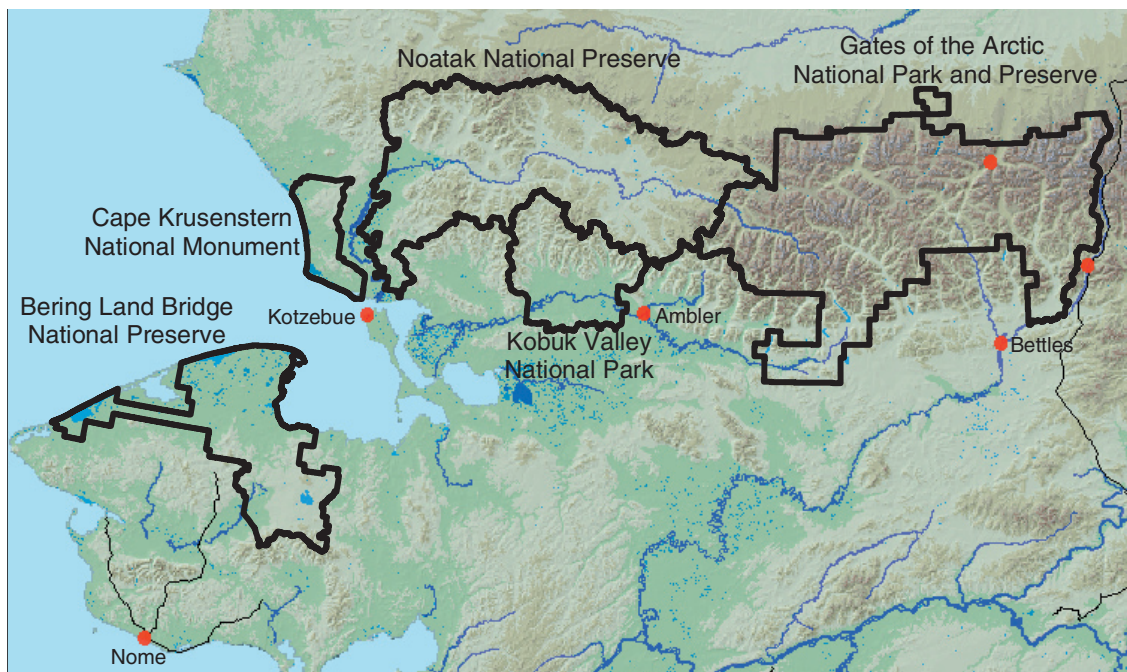 Noatak National Preserve
Gates of the Arctic
National Park and Preserve
Cape Krusenstern
National Monument
Bering Land Bridge
National Preserve
Kotzebue
Ambler
Kobuk Valley
National Park
Bettles
Nome